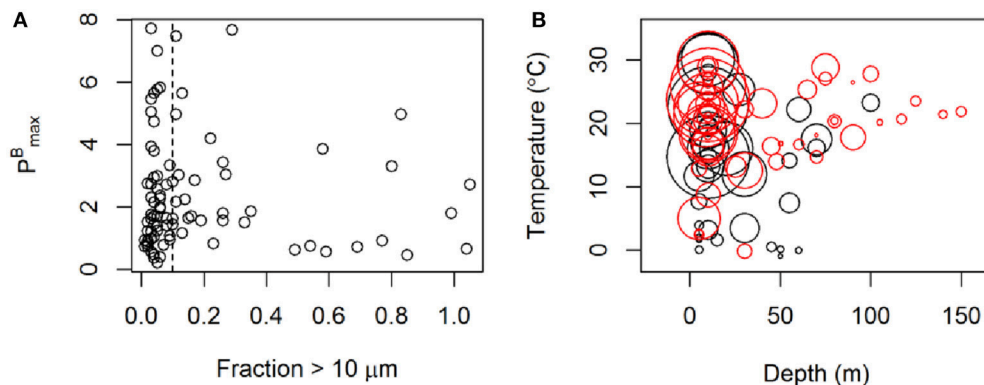 A
P^B_max
0 2 4 6 8
0.0 0.2 0.4 0.6 0.8 1.0
Fraction > 10 μm
B
Temperature (°C)
0 10 20 30
0 50 100 150
Depth (m)